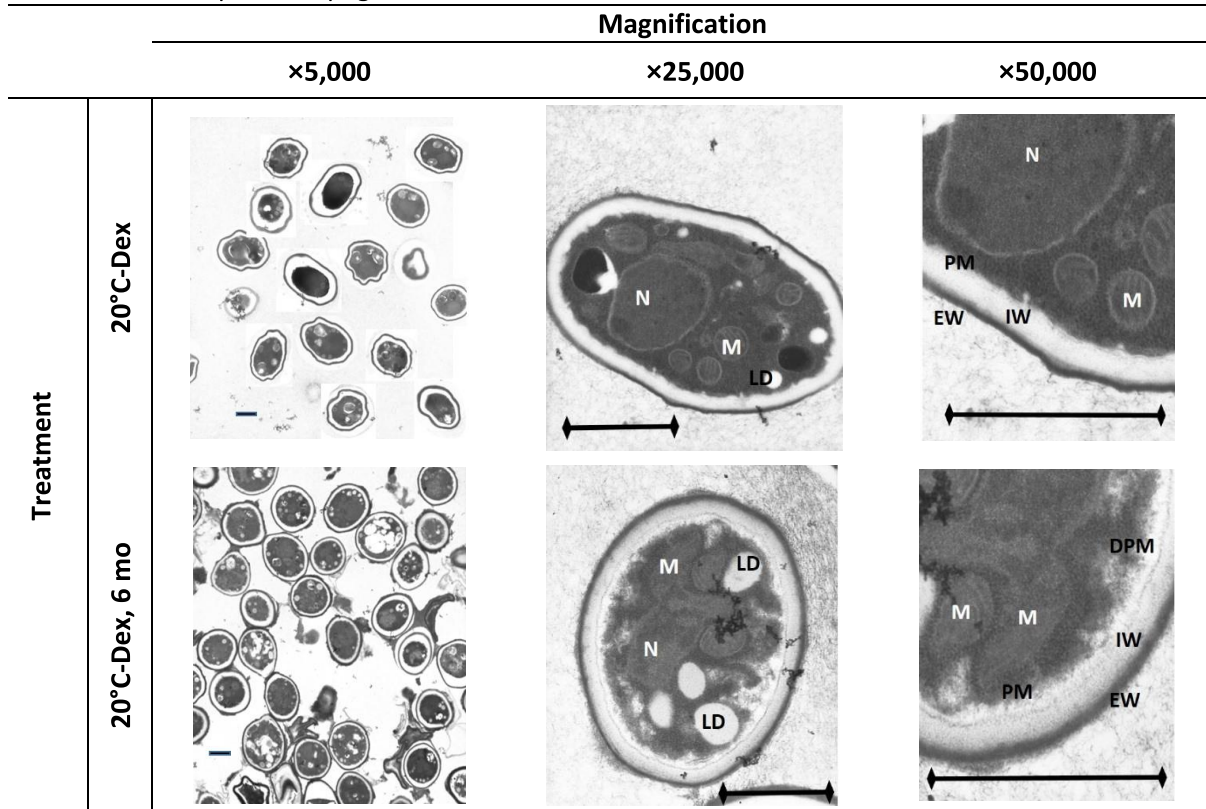 Magnification
×5,000 ×25,000 ×50,000
Treatment
20°C-Dex
N
M
LD
N
PM
M
EW
IW
20°C-Dex, 6 mo
M
LD
N
LD
DPM
M
M
IW
PM
EW